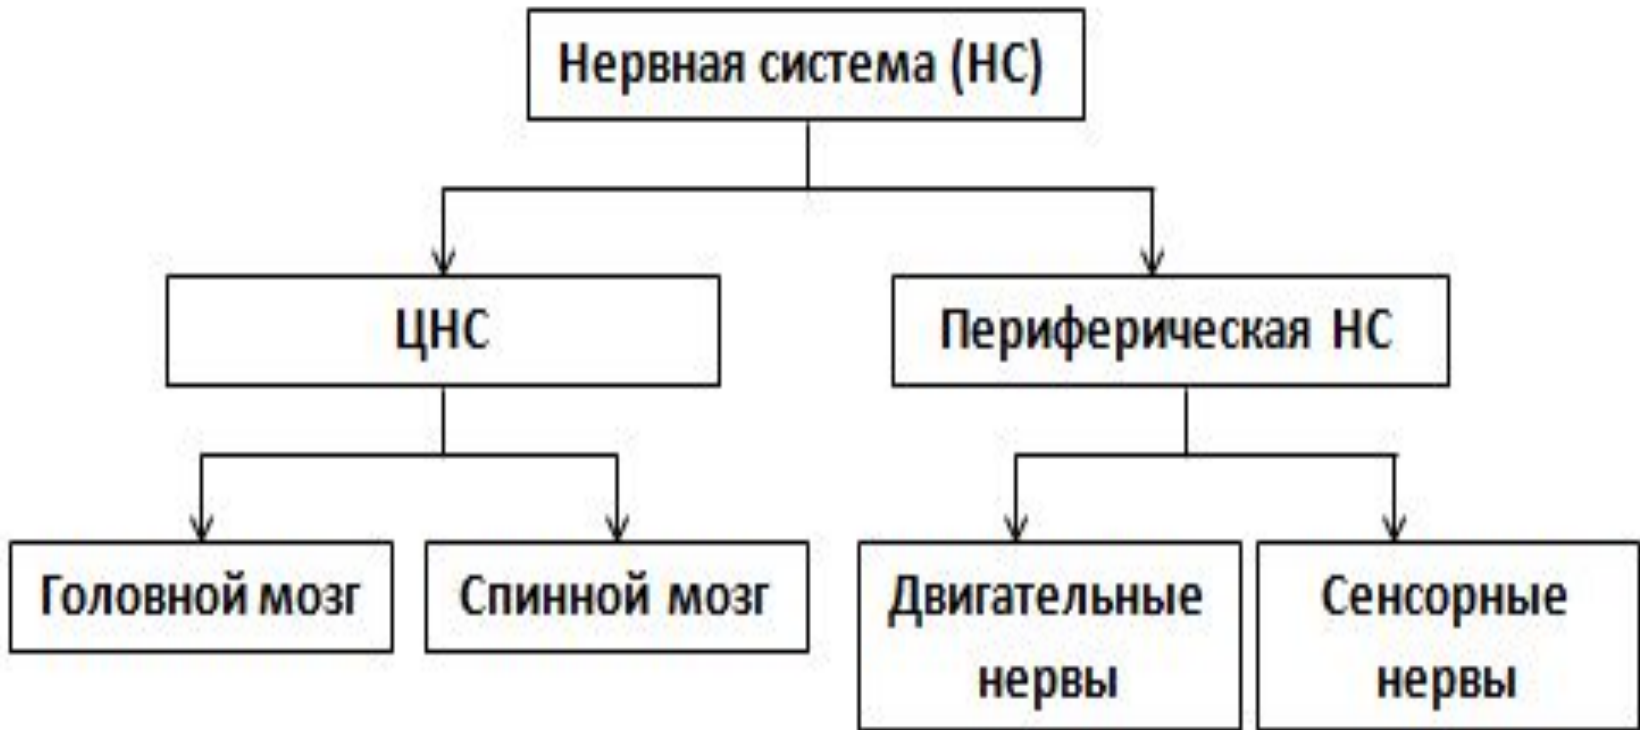 Нервная система (НС)
ЦНС
Периферическая НС
Головной мозг
Спинной мозг
Двигательные
нервы
Сенсорные
нервы